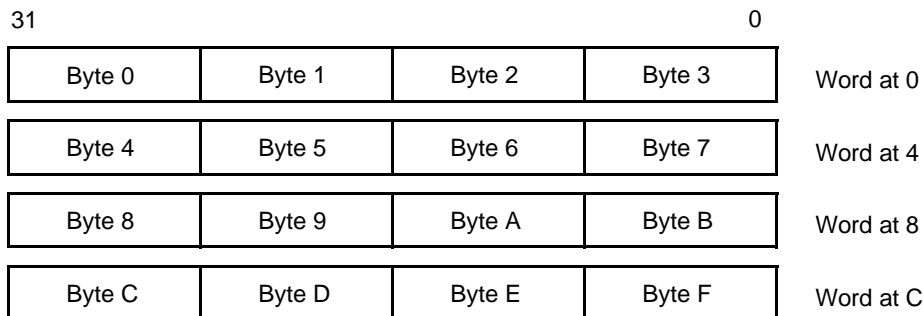 31 0
Byte 0 Byte 1 Byte 2 Byte 3 Word at 0
Byte 4 Byte 5 Byte 6 Byte 7 Word at 4
Byte 8 Byte 9 Byte A Byte B Word at 8
Byte C Byte D Byte E Byte F Word at C